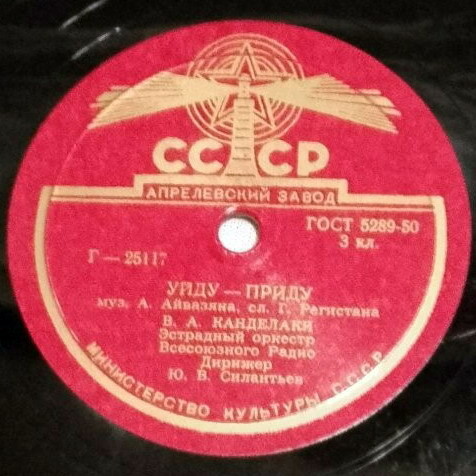 СССР
АПРЕЛЕВСКИЙ ЗАВОД
ГОСТ 5289-50
3 кл.
Г — 25117
УЙДУ — ПРИДУ
муз. А. Айвазяна, сл. Г. Регистана
В. А. КАНДЕЛАКИ
Эстрадный оркестр
Всесоюзного Радио
Дирижер
Ю. В. Силантьев
МИНИСТЕРСТВО КУЛЬТУРЫ СССР